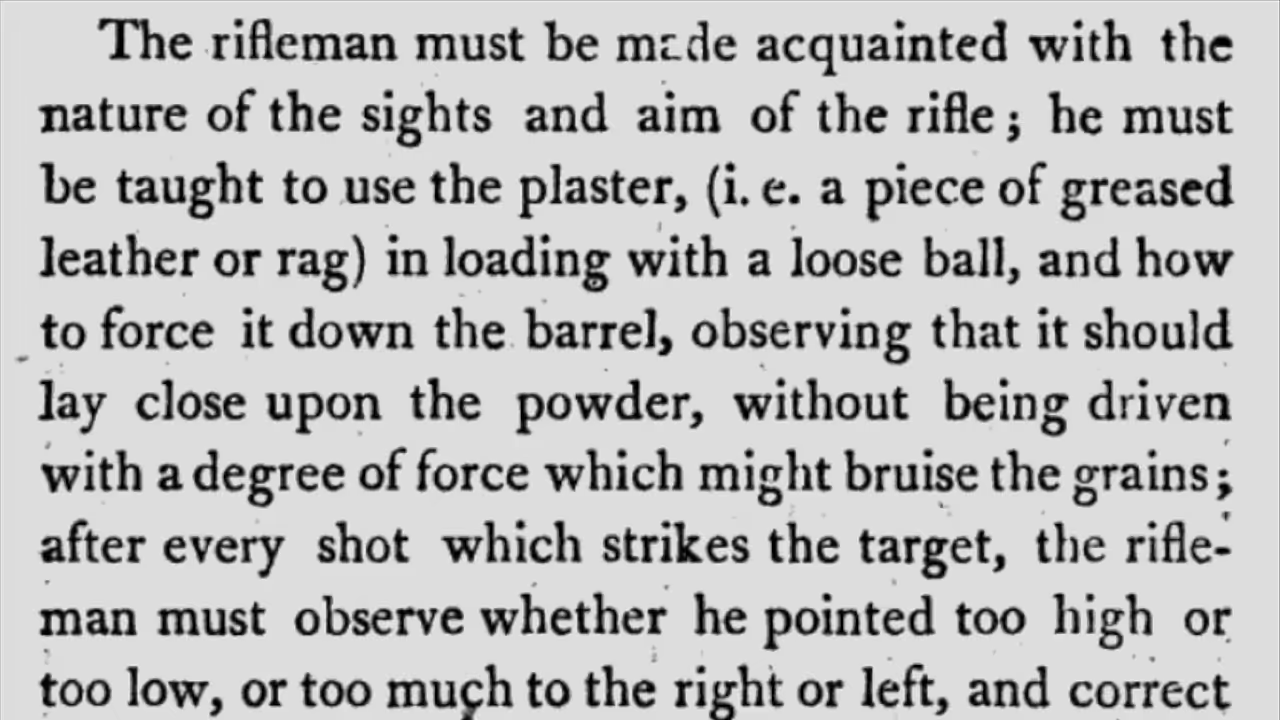 The rifleman must be made acquainted with the
nature of the sights and aim of the rifle; he must
be taught to use the plaster, (i. e. a piece of greased
leather or rag) in loading with a loose ball, and how
to force it down the barrel, observing that it should
lay close upon the powder, without being driven
with a degree of force which might bruise the grains;
after every shot which strikes the target, the rifle-
man must observe whether he pointed too high or
too low, or too much to the right or left, and correct